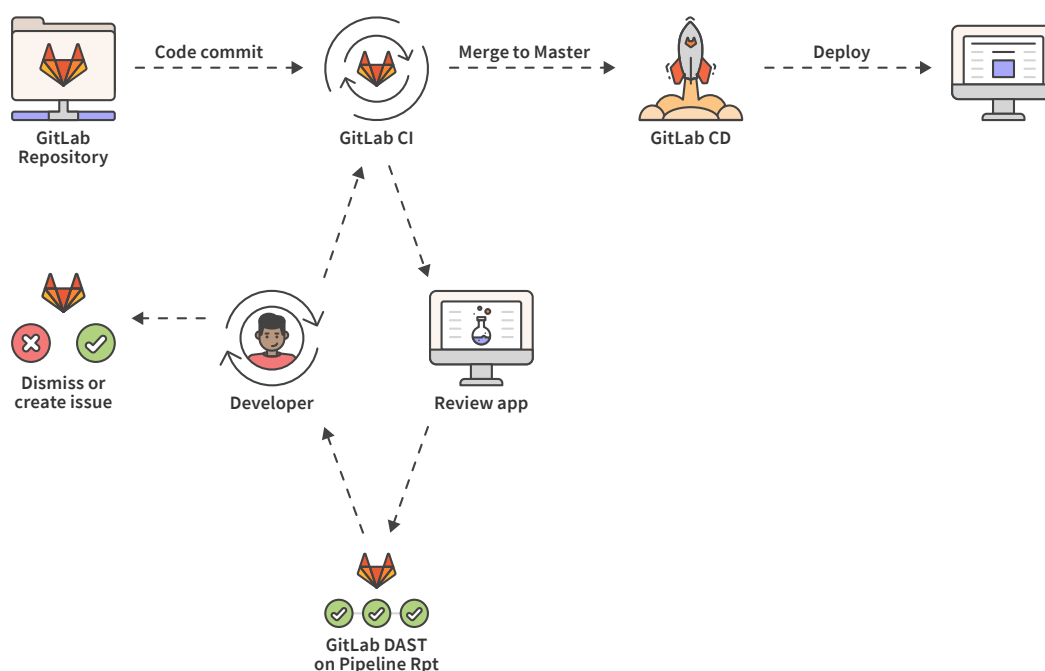 Code commit
Merge to Master
Deploy
GitLab
Repository
GitLab CI
GitLab CD
Dismiss or
create issue
Developer
Review app
GitLab DAST
on Pipeline Rpt